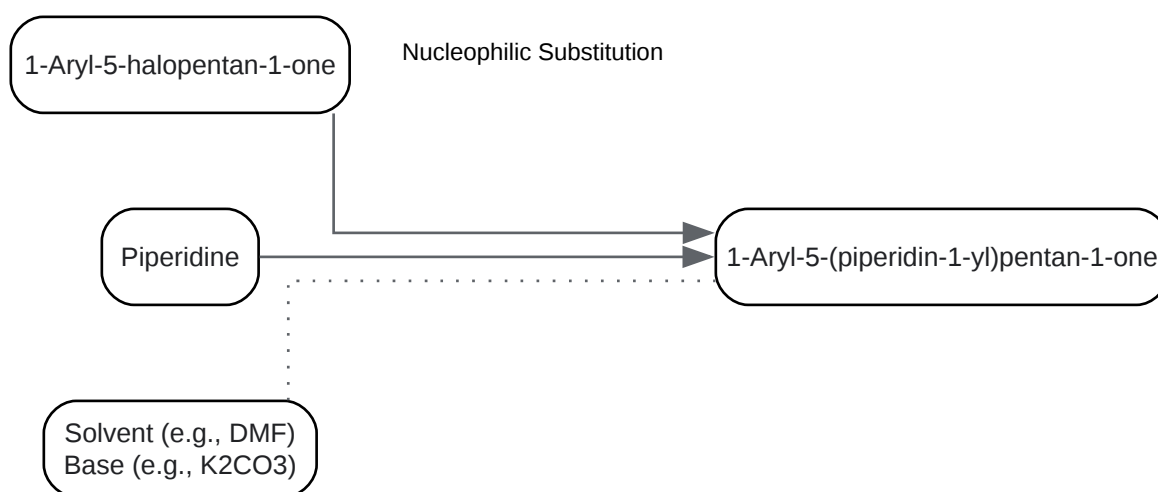 1-Aryl-5-halopentan-1-one
Nucleophilic Substitution
Piperidine
1-Aryl-5-(piperidin-1-yl)pentan-1-one
Solvent (e.g., DMF)
Base (e.g., K2CO3)